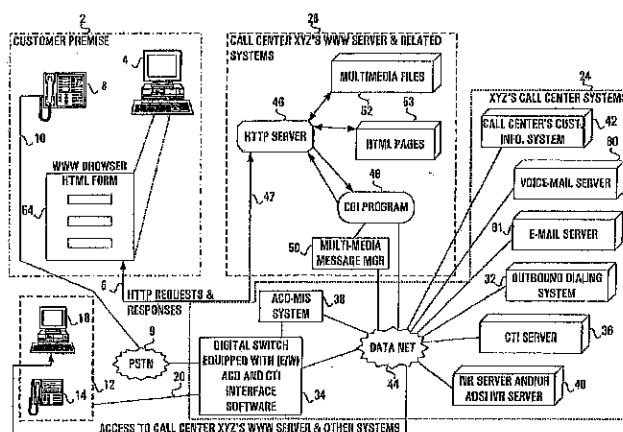 2
CUSTOMER PREMISE
4
8
10
WWW BROWSER
HTML FORM
54
6
HTTP REQUESTS &
RESPONSES
26
CALL CENTER XYZ'S WWW SERVER & RELATED
SYSTEMS
MULTIMEDIA FILES
52
46
HTTP SERVER
53
HTML PAGES
47
48
CGI PROGRAM
50
MULTI-MEDIA
MESSAGE MGR
24
XYZ'S CALL CENTER SYSTEMS
42
CALL CENTER'S CUST.
INFO. SYSTEM
60
VOICE-MAIL SERVER
61
E-MAIL SERVER
32
OUTBOUND DIALING
SYSTEM
CTI SERVER
36
IVR SERVER AND/OR
ADSI IVR SERVER
40
ACD-MIS
SYSTEM
38
DATA NET
44
18
9
PSTN
12
14
20
DIGITAL SWITCH
EQUIPPED WITH (E/W)
ACD AND CTI
INTERFACE
SOFTWARE
34
ACCESS TO CALL CENTER XYZ'S WWW SERVER & OTHER SYSTEMS